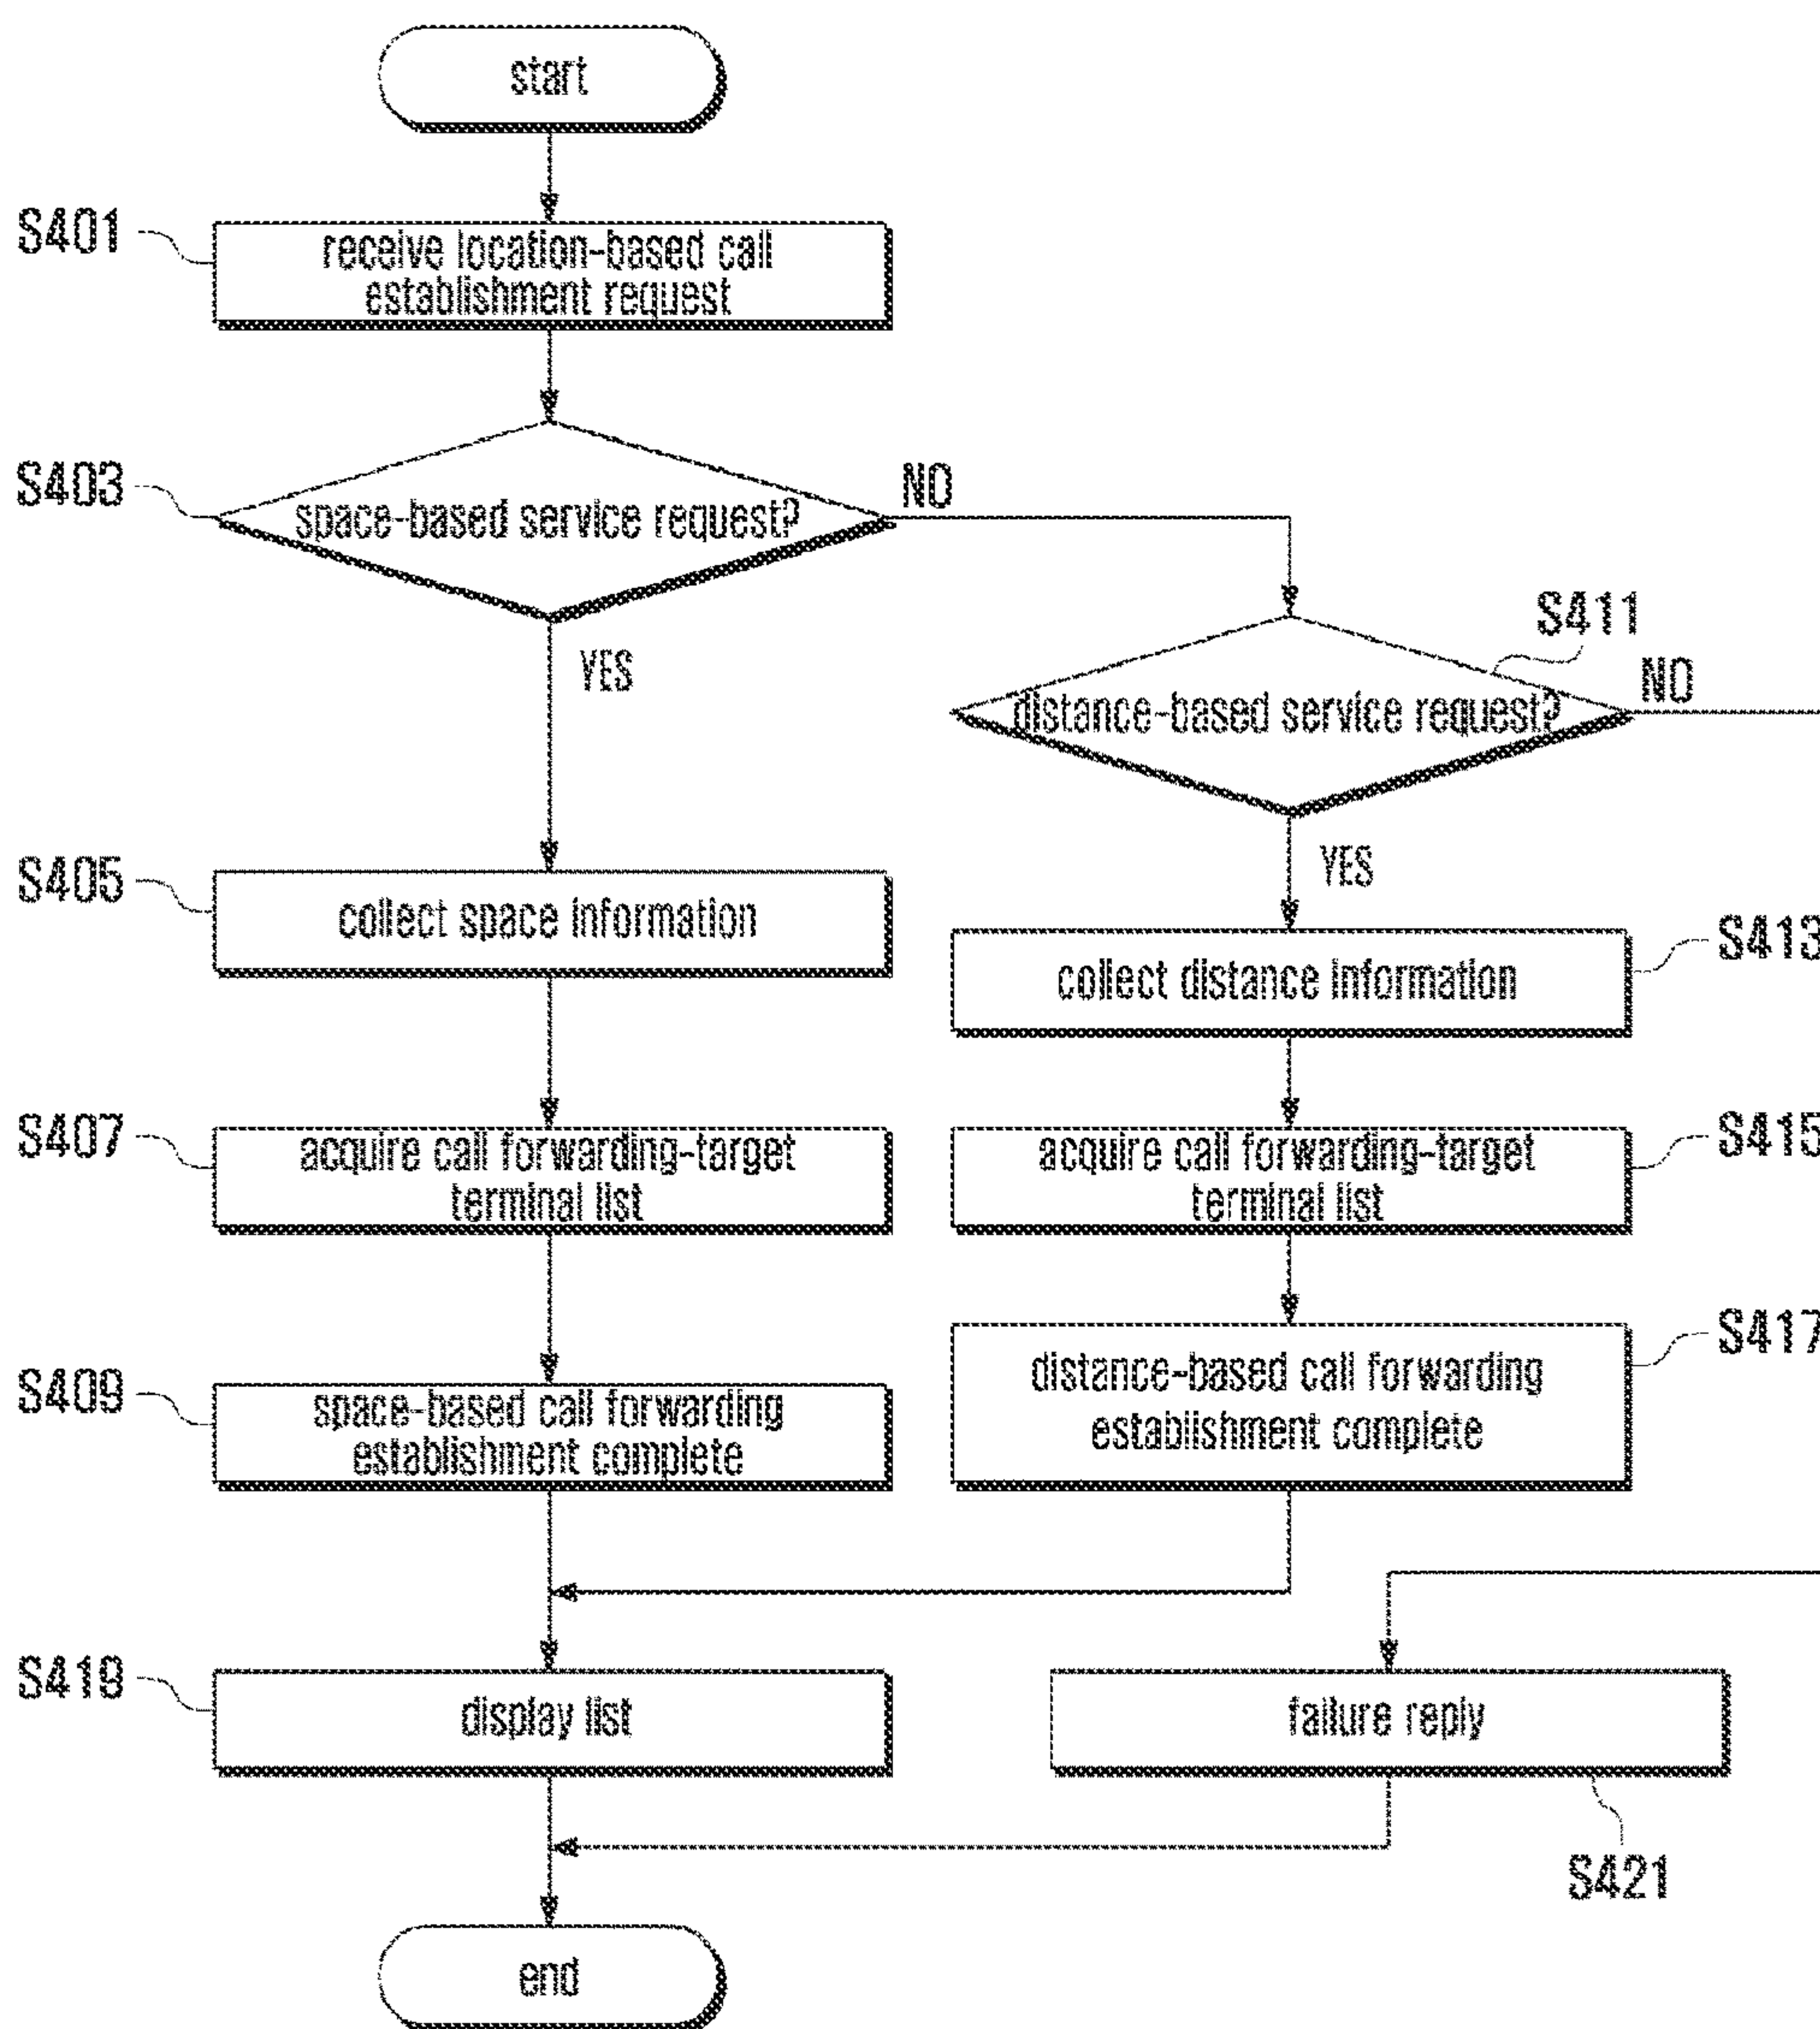 start
S401
receive location-based call
establishment request
S403
space-based service request?
NO
YES
S411
distance-based service request?
NO
YES
S405
collect space information
S413
collect distance information
S407
acquire call forwarding-target
terminal list
S415
acquire call forwarding-target
terminal list
S409
space-based call forwarding
establishment complete
S417
distance-based call forwarding
establishment complete
S419
display list
failure reply
S421
end